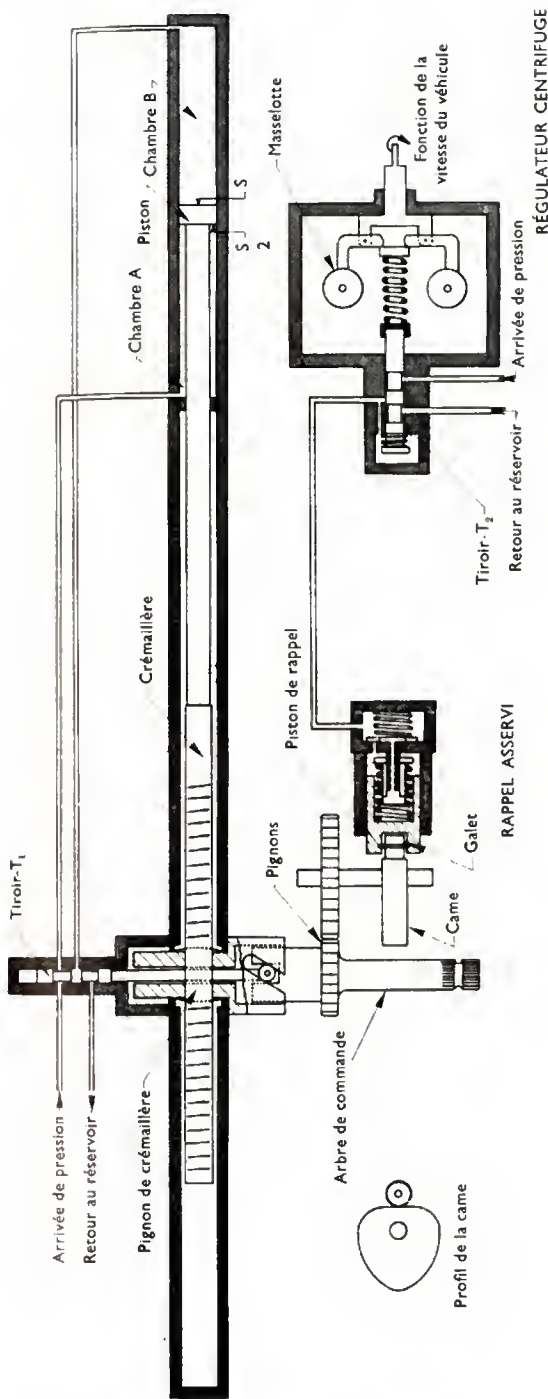 Tiroir-T₁
Arrivée de pression
Retour au réservoir
Pignon de crémaillère
Crémaillère
Chambre A
Piston
Chambre B
S
2
S
Pignons
Arbre de commande
Came
Galet
Profil de la came
Piston de rappel
RAPPEL ASSERVI
Masselotte
Fonction de la
vitesse du véhicule
Tiroir-T₂
Retour au réservoir
Arrivée de pression
RÉGULATEUR CENTRIFUGE